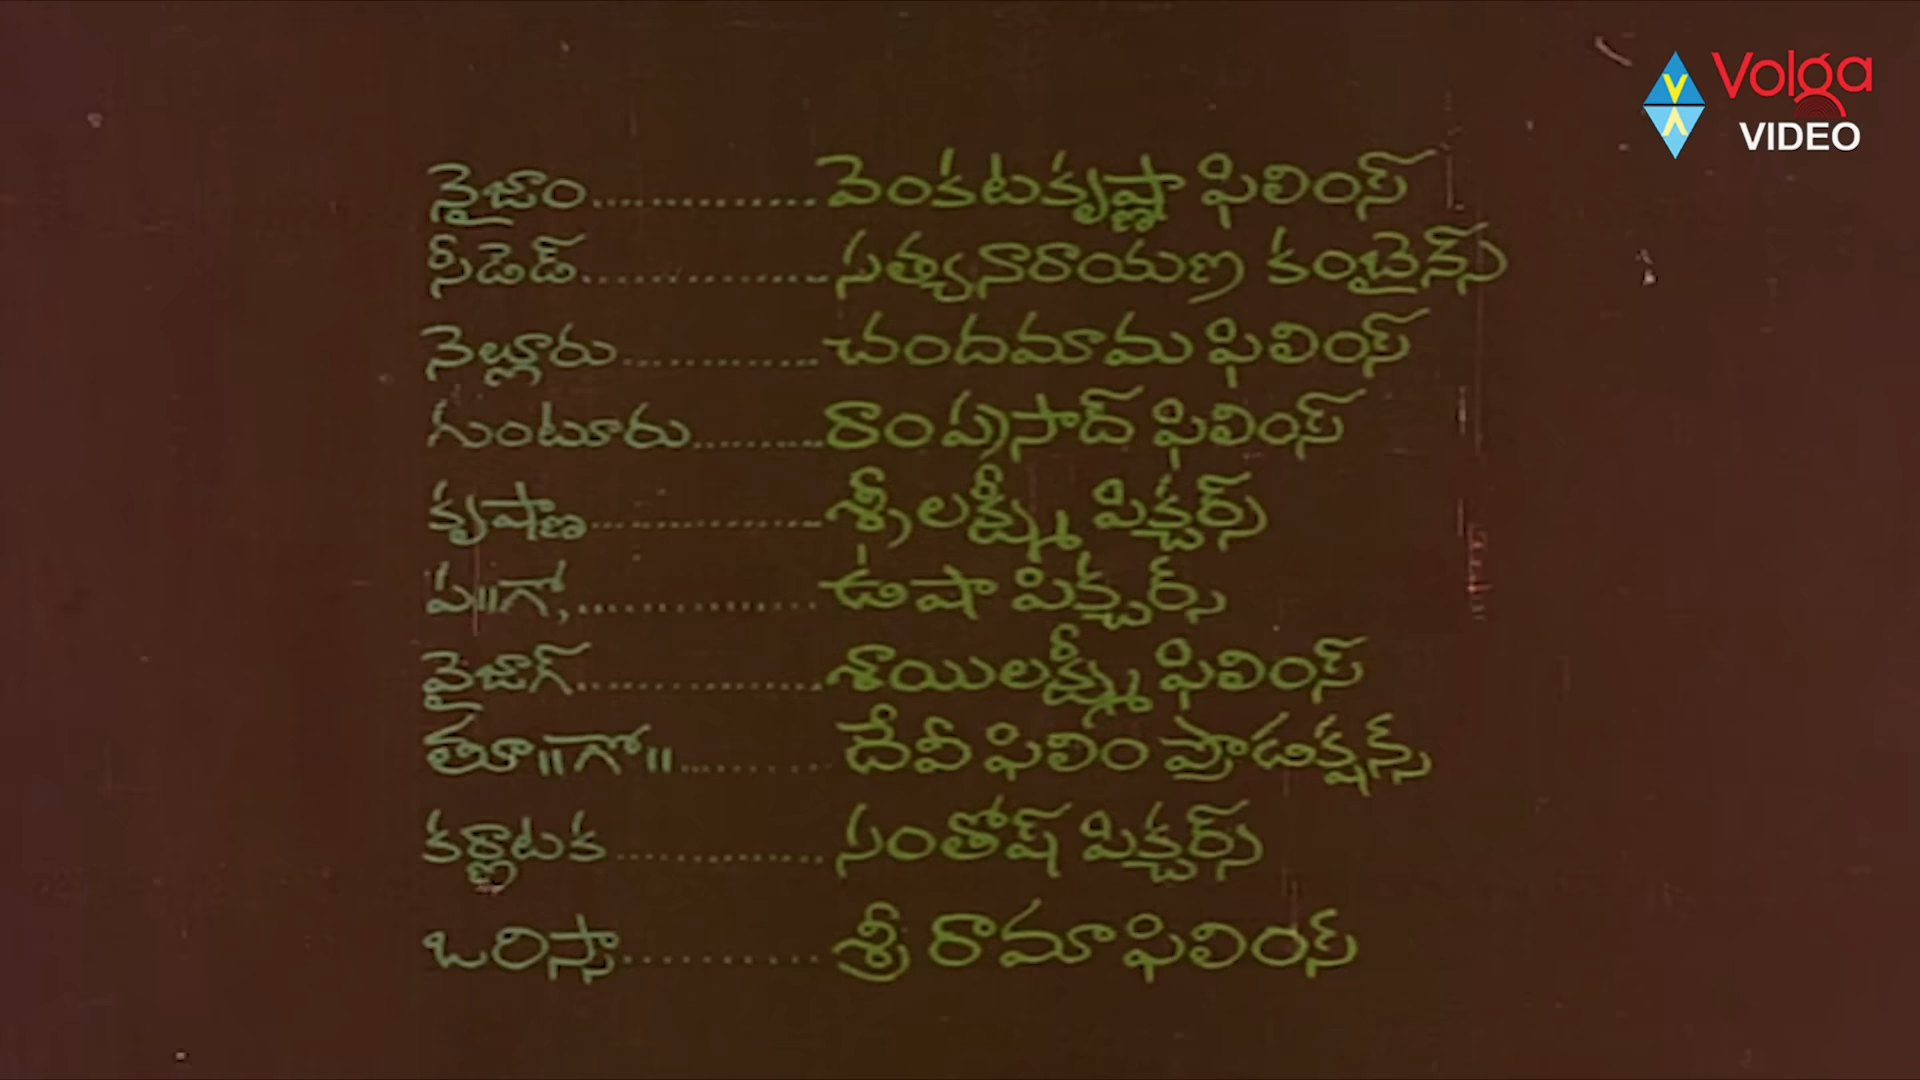 Volga
VIDEO
నైజాం.............వెంకటకృష్ణా ఫిలింస్
సీడెడ్..............సత్యనారాయణ కంబైన్స్
నెల్లూరు...........చందమామ ఫిలింస్
గుంటూరు........రాంప్రసాద్ ఫిలింస్
కృష్ణా..............శ్రీలక్ష్మీ పిక్చర్స్
ప॥గో,.............ఉషా పిక్చర్స్
వైజాగ్..............శాయిలక్ష్మీ ఫిలింస్
తూ॥గో॥.........దేవీ ఫిలిం ప్రొడక్షన్స్
కర్ణాటక............సంతోష్ పిక్చర్స్
ఒరిస్సా...........శ్రీ రామా ఫిలింస్